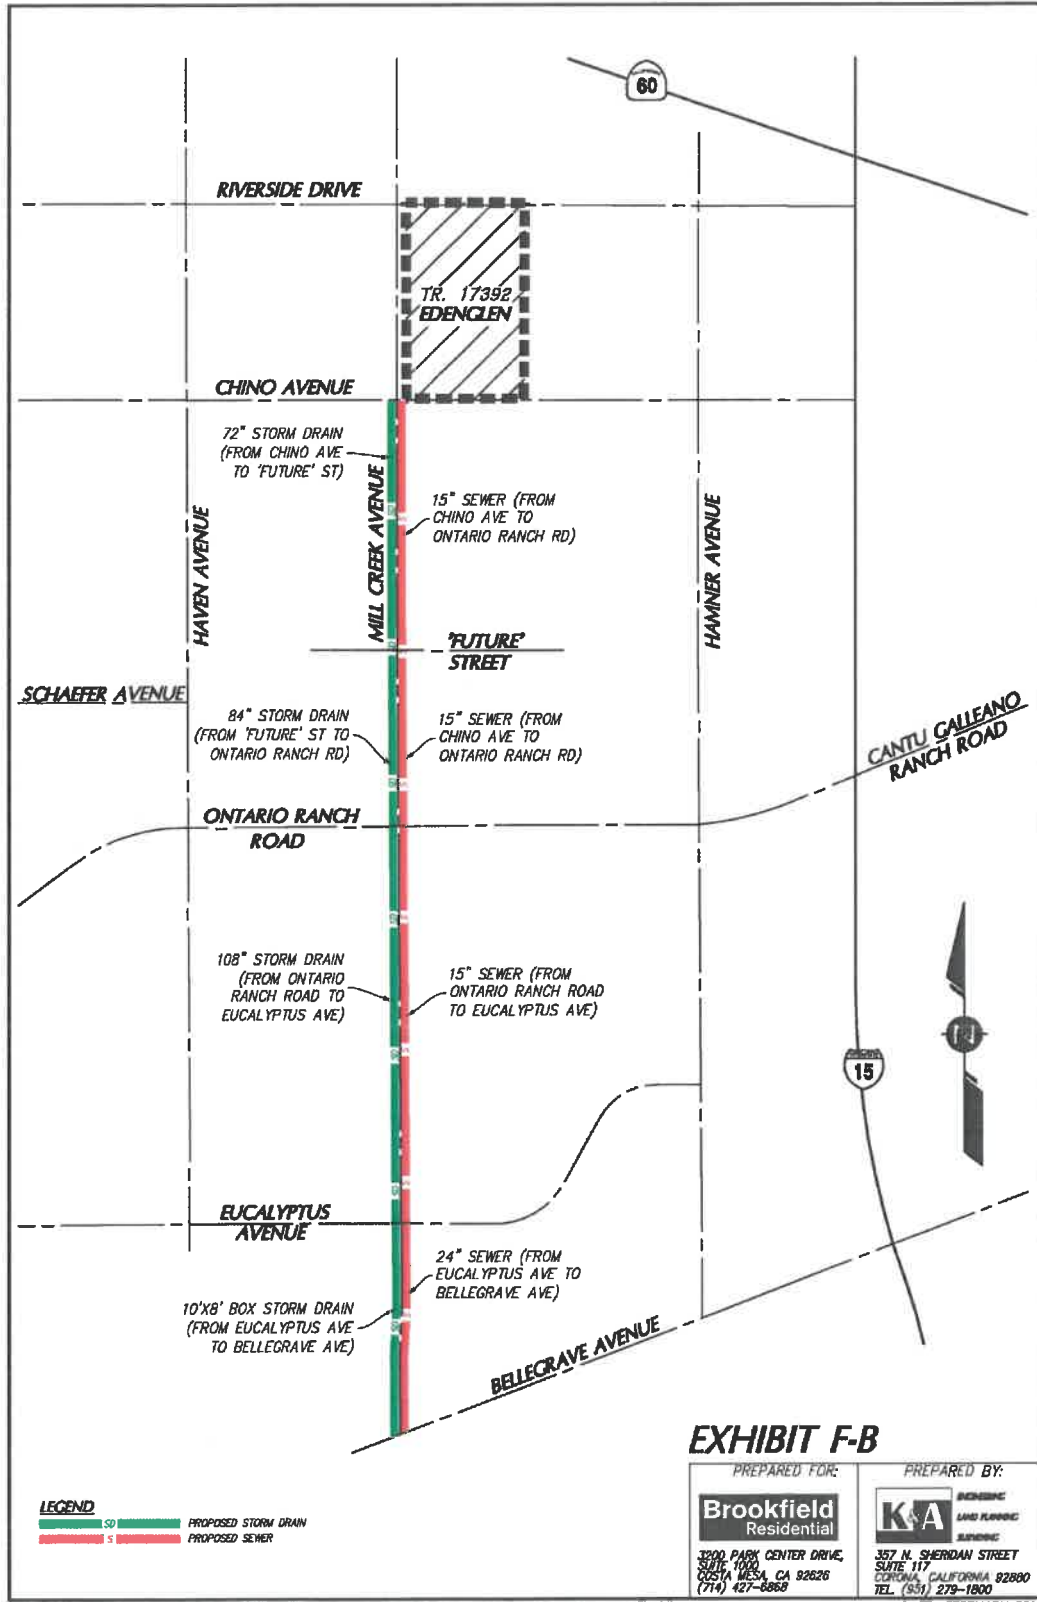 60
RIVERSIDE DRIVE
TR. 17392
EDENGLEN
CHINO AVENUE
72" STORM DRAIN
(FROM CHINO AVE
TO 'FUTURE' ST)
MILL CREEK AVENUE
15" SEWER (FROM
CHINO AVE TO
ONTARIO RANCH RD)
HAVEN AVENUE
HAMNER AVENUE
'FUTURE'
STREET
SCHAEFER AVENUE
84" STORM DRAIN
(FROM 'FUTURE' ST TO
ONTARIO RANCH RD)
15" SEWER (FROM
CHINO AVE TO
ONTARIO RANCH RD)
CANTU GALLEANO
RANCH ROAD
ONTARIO RANCH
ROAD
108" STORM DRAIN
(FROM ONTARIO
RANCH ROAD TO
EUCALYPTUS AVE)
15" SEWER (FROM
ONTARIO RANCH ROAD
TO EUCALYPTUS AVE)
15
EUCALYPTUS
AVENUE
24" SEWER (FROM
EUCALYPTUS AVE TO
BELLEGRAVE AVE)
10'X8' BOX STORM DRAIN
(FROM EUCALYPTUS AVE
TO BELLEGRAVE AVE)
BELLEGRAVE AVENUE
EXHIBIT F-B
PREPARED FOR:
Brookfield
Residential
3200 PARK CENTER DRIVE,
SUITE 1000
COSTA MESA, CA 92626
(714) 427-6868
PREPARED BY:
K&A
ENGINEERING
LAND PLANNING
SURVEYING
357 N. SHERIDAN STREET
SUITE 117
CORONA, CALIFORNIA 92880
TEL. (951) 279-1800
LEGEND
SD PROPOSED STORM DRAIN
S PROPOSED SEWER